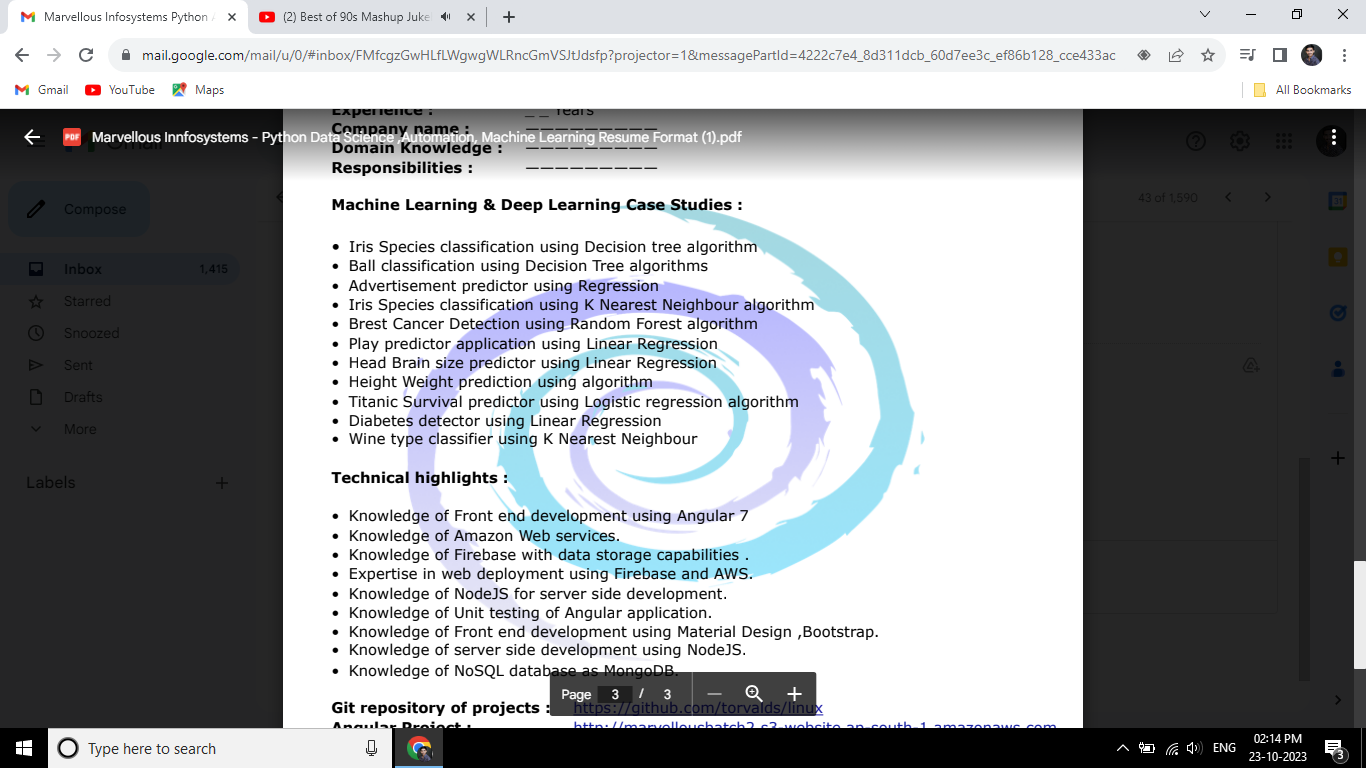 Marvellous Infosystems Python A
(2) Best of 90s Mashup Juke
mail.google.com/mail/u/0/#inbox/FMfcgzGwHLfLWgwgWLRncGmVSJtJdsfp?projector=1&messagePartId=4222c7e4_8d311dcb_60d7ee3c_ef86b128_cce433ac
Gmail YouTube Maps All Bookmarks
Experience : _ _ Years
PDF Marvellous Innfosystems - Python Data Science ,Automation, Machine Learning Resume Format (1).pdf
Company name : —————————
Domain Knowledge : —————————
Responsibilities : —————————
Compose
43 of 1,590
Inbox 1,415
Starred
Snoozed
Sent
Drafts
More
Labels
Machine Learning & Deep Learning Case Studies :
• Iris Species classification using Decision tree algorithm
• Ball classification using Decision Tree algorithms
• Advertisement predictor using Regression
• Iris Species classification using K Nearest Neighbour algorithm
• Brest Cancer Detection using Random Forest algorithm
• Play predictor application using Linear Regression
• Head Brain size predictor using Linear Regression
• Height Weight prediction using algorithm
• Titanic Survival predictor using Logistic regression algorithm
• Diabetes detector using Linear Regression
• Wine type classifier using K Nearest Neighbour
Technical highlights :
• Knowledge of Front end development using Angular 7
• Knowledge of Amazon Web services.
• Knowledge of Firebase with data storage capabilities .
• Expertise in web deployment using Firebase and AWS.
• Knowledge of NodeJS for server side development.
• Knowledge of Unit testing of Angular application.
• Knowledge of Front end development using Material Design ,Bootstrap.
• Knowledge of server side development using NodeJS.
• Knowledge of NoSQL database as MongoDB.
Page 3 / 3
Git repository of projects : https://github.com/torvalds/linux
Angular Project : http://marvellousbatch2.s3-website.ap-south-1.amazonaws.com
Type here to search
ENG
02:14 PM
23-10-2023
3